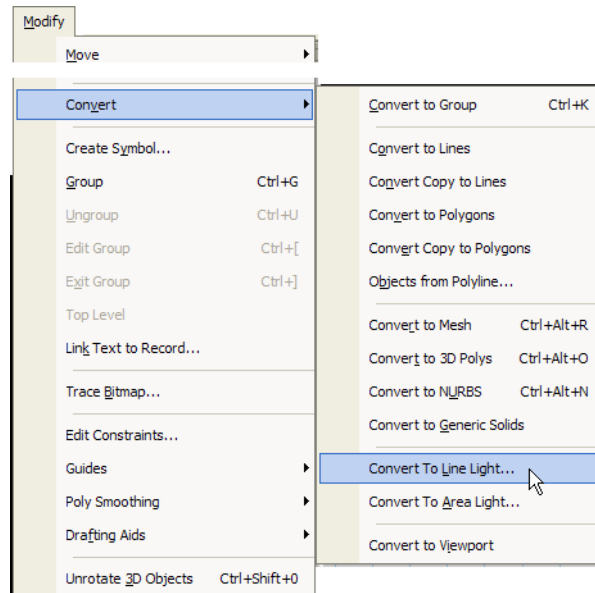 Modify
Move
Convert
Create Symbol...
Group Ctrl+G
Ungroup Ctrl+U
Edit Group Ctrl+[
Exit Group Ctrl+]
Top Level
Link Text to Record...
Trace Bitmap...
Edit Constraints...
Guides
Poly Smoothing
Drafting Aids
Unrotate 3D Objects Ctrl+Shift+0
Convert to Group Ctrl+K
Convert to Lines
Convert Copy to Lines
Convert to Polygons
Convert Copy to Polygons
Objects from Polyline...
Convert to Mesh Ctrl+Alt+R
Convert to 3D Polys Ctrl+Alt+O
Convert to NURBS Ctrl+Alt+N
Convert to Generic Solids
Convert To Line Light...
Convert To Area Light...
Convert to Viewport